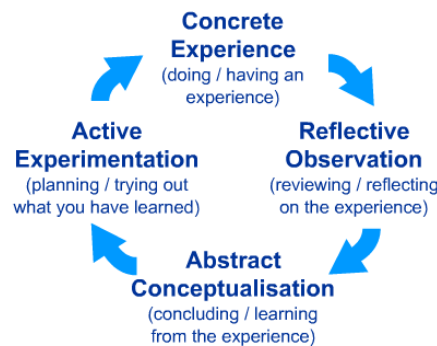 Concrete
Experience
(doing / having an
experience)
Reflective
Observation
(reviewing / reflecting
on the experience)
Abstract
Conceptualisation
(concluding / learning
from the experience)
Active
Experimentation
(planning / trying out
what you have learned)